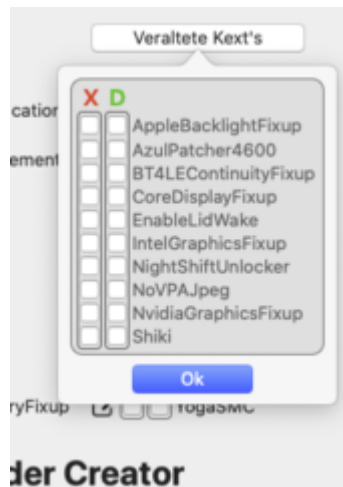 Veraltete Kext's
X D
cation
AppleBacklightFixup
AzulPatcher4600
ement
BT4LEContinuityFixup
CoreDisplayFixup
EnableLidWake
IntelGraphicsFixup
NightShiftUnlocker
NoVPAJpeg
NvidiaGraphicsFixup
Shiki
Ok
ryFixup YogaSMC
der Creator